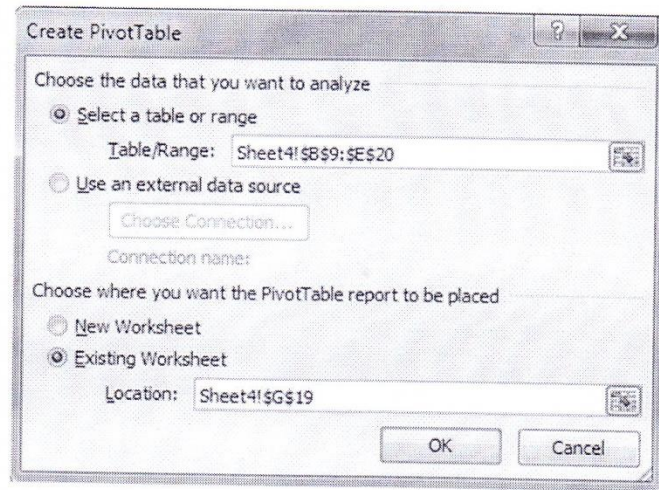 Create PivotTable
?
Choose the data that you want to analyze
Select a table or range
Table/Range: Sheet4!$B$9:$E$20
Use an external data source
Choose Connection...
Connection name:
Choose where you want the PivotTable report to be placed
New Worksheet
Existing Worksheet
Location: Sheet4!$G$19
OK Cancel